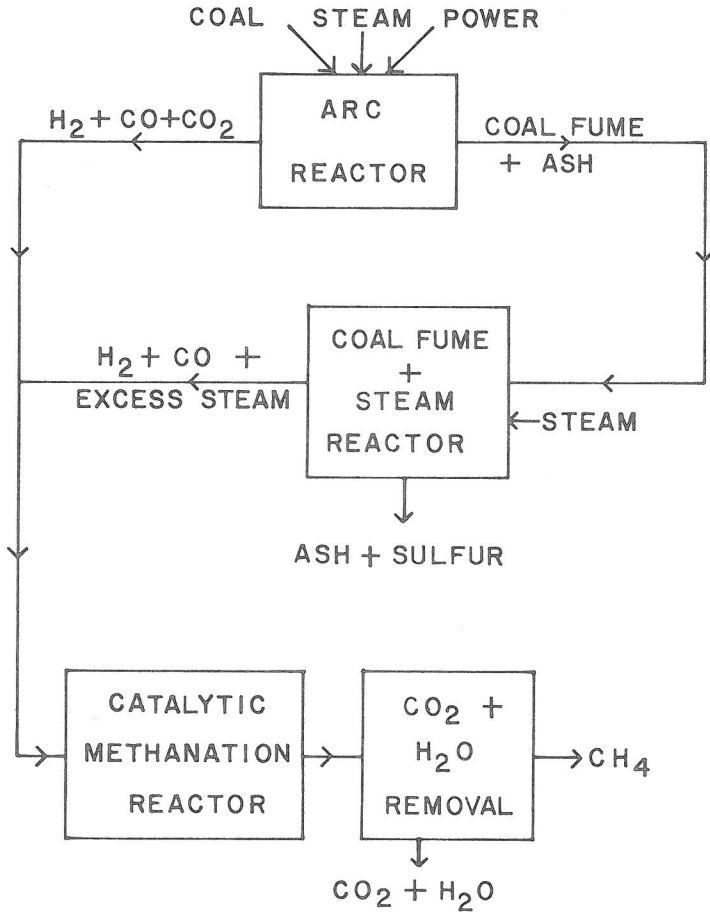 COAL STEAM POWER
ARC
REACTOR
H₂ + CO+CO₂
COAL FUME
+ ASH
COAL FUME
+
STEAM
REACTOR
H₂ + CO +
EXCESS STEAM
STEAM
ASH + SULFUR
CATALYTIC
METHANATION
REACTOR
CO₂ +
H₂O
REMOVAL
CH₄
CO₂ + H₂O